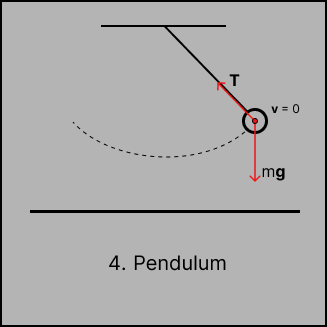 T
v = 0
mg
4. Pendulum